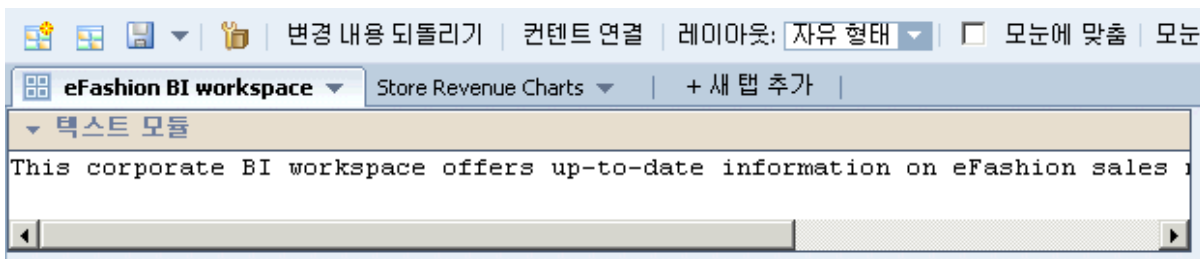 변경 내용 되돌리기 | 컨텐트 연결 | 레이아웃: 자유 형태 | 모눈에 맞춤 | 모눈
eFashion BI workspace Store Revenue Charts | + 새 탭 추가 |
텍스트 모듈
This corporate BI workspace offers up-to-date information on eFashion sales